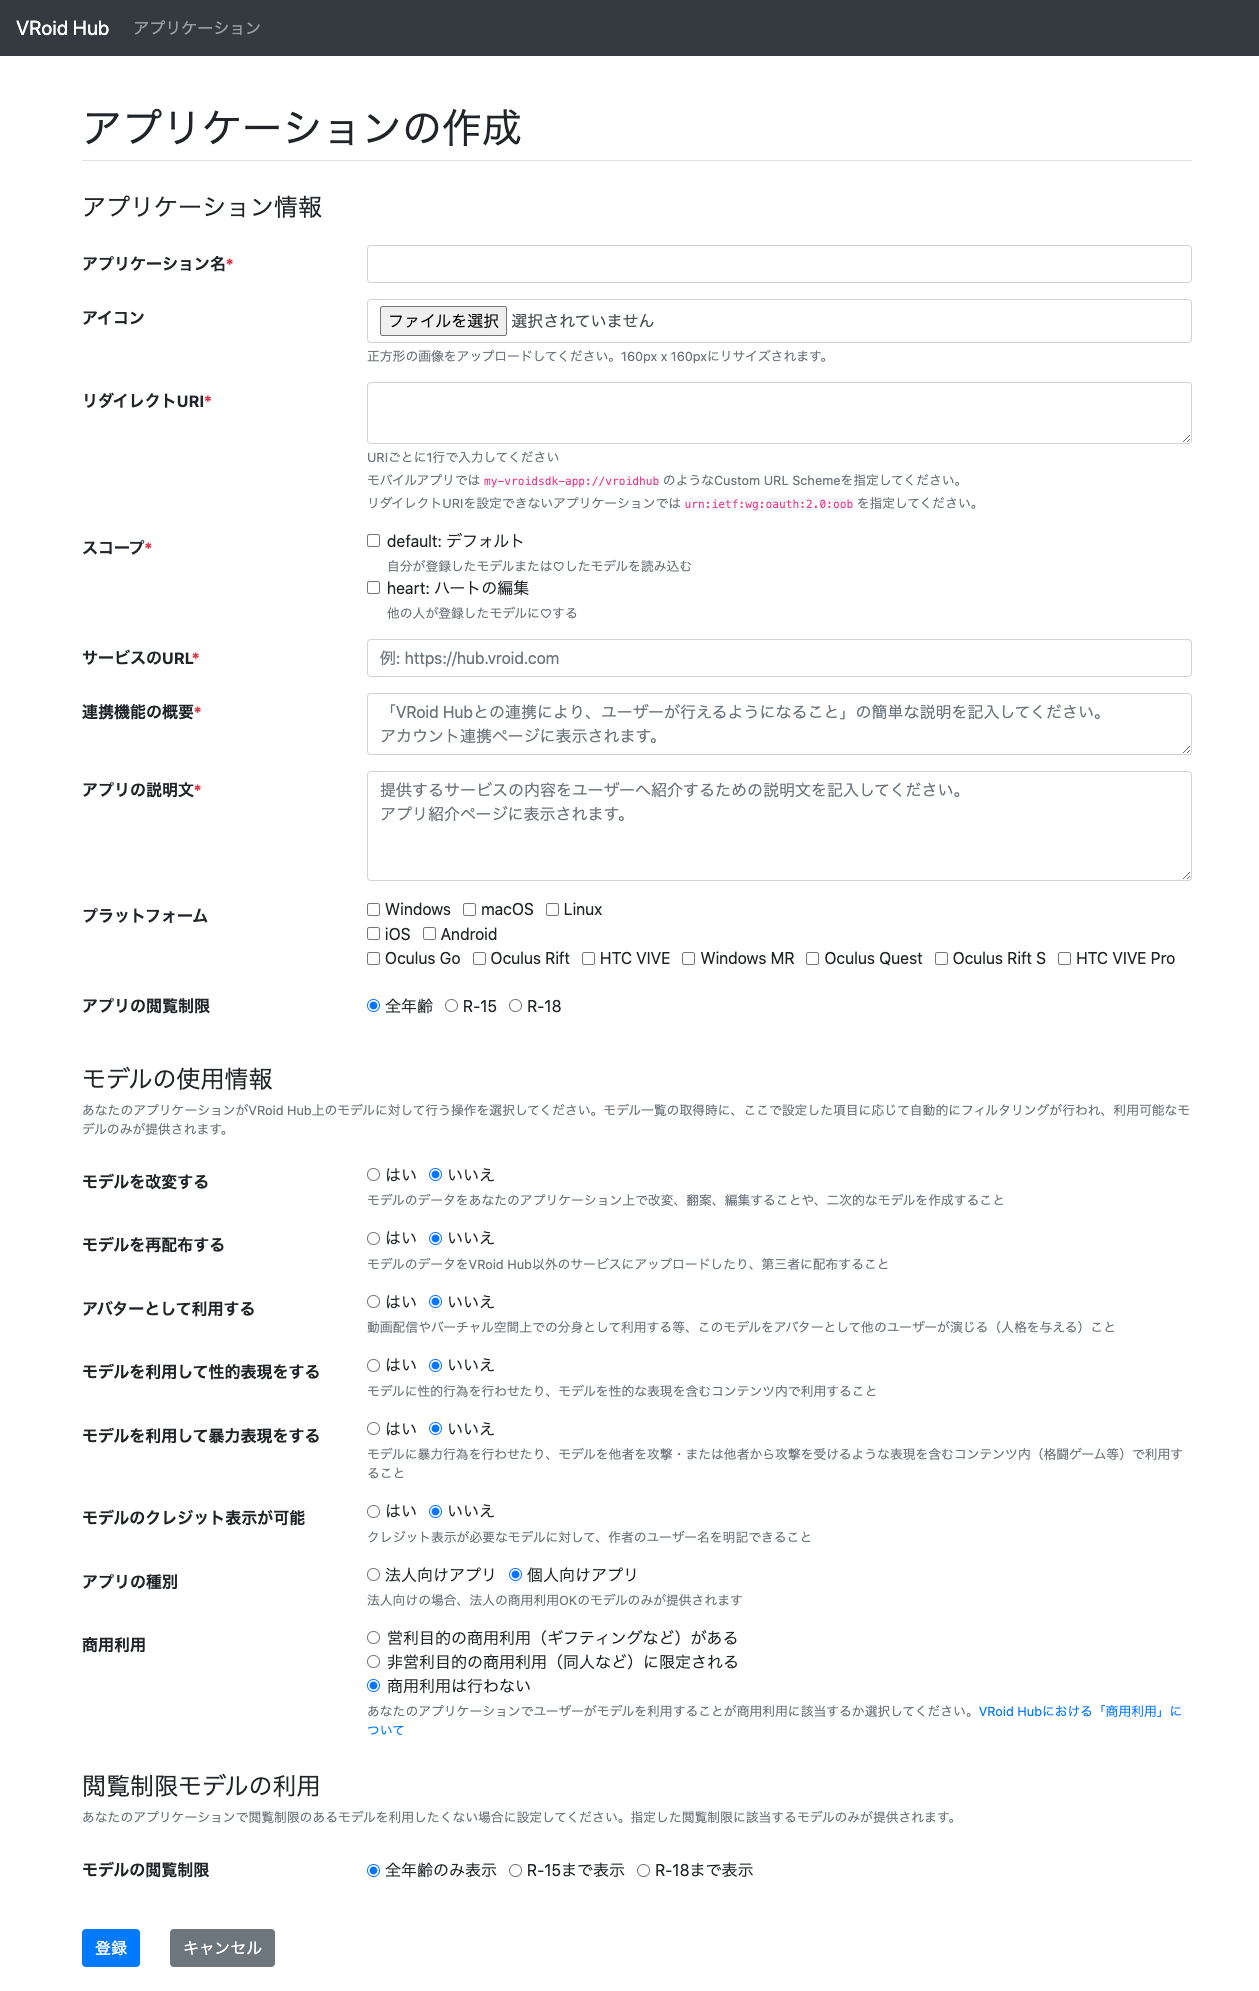 VRoid Hub アプリケーション
アプリケーションの作成
アプリケーション情報
アプリケーション名*
アイコン
ファイルを選択 選択されていません
正方形の画像をアップロードしてください。160px x 160pxにリサイズされます。
リダイレクトURI*
URIごとに1行で入力してください
モバイルアプリでは my-vroidsdk-app://vroidhub のようなCustom URL Schemeを指定してください。
リダイレクトURIを設定できないアプリケーションでは urn:ietf:wg:oauth:2.0:oob を指定してください。
スコープ*
default: デフォルト
自分が登録したモデルまたは♡したモデルを読み込む
heart: ハートの編集
他の人が登録したモデルに♡する
サービスのURL*
例: https://hub.vroid.com
連携機能の概要*
「VRoid Hubとの連携により、ユーザーが行えるようになること」の簡単な説明を記入してください。
アカウント連携ページに表示されます。
アプリの説明文*
提供するサービスの内容をユーザーへ紹介するための説明文を記入してください。
アプリ紹介ページに表示されます。
プラットフォーム
Windows macOS Linux
iOS Android
Oculus Go Oculus Rift HTC VIVE Windows MR Oculus Quest Oculus Rift S HTC VIVE Pro
アプリの閲覧制限
全年齢 R-15 R-18
モデルの使用情報
あなたのアプリケーションがVRoid Hub上のモデルに対して行う操作を選択してください。モデル一覧の取得時に、ここで設定した項目に応じて自動的にフィルタリングが行われ、利用可能なモ
デルのみが提供されます。
モデルを改変する
はい いいえ
モデルのデータをあなたのアプリケーション上で改変、翻案、編集することや、二次的なモデルを作成すること
モデルを再配布する
はい いいえ
モデルのデータをVRoid Hub以外のサービスにアップロードしたり、第三者に配布すること
アバターとして利用する
はい いいえ
動画配信やバーチャル空間上での分身として利用する等、このモデルをアバターとして他のユーザーが演じる（人格を与える）こと
モデルを利用して性的表現をする
はい いいえ
モデルに性的行為を行わせたり、モデルを性的な表現を含むコンテンツ内で利用すること
モデルを利用して暴力表現をする
はい いいえ
モデルに暴力行為を行わせたり、モデルを他者を攻撃・または他者から攻撃を受けるような表現を含むコンテンツ内（格闘ゲーム等）で利用す
ること
モデルのクレジット表示が可能
はい いいえ
クレジット表示が必要なモデルに対して、作者のユーザー名を明記できること
アプリの種別
法人向けアプリ 個人向けアプリ
法人向けの場合、法人の商用利用OKのモデルのみが提供されます
商用利用
営利目的の商用利用（ギフティングなど）がある
非営利目的の商用利用（同人など）に限定される
商用利用は行わない
あなたのアプリケーションでユーザーがモデルを利用することが商用利用に該当するか選択してください。VRoid Hubにおける「商用利用」に
ついて
閲覧制限モデルの利用
あなたのアプリケーションで閲覧制限のあるモデルを利用したくない場合に設定してください。指定した閲覧制限に該当するモデルのみが提供されます。
モデルの閲覧制限
全年齢のみ表示 R-15まで表示 R-18まで表示
登録 キャンセル